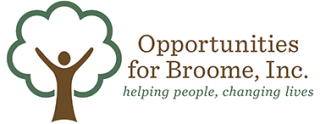 Opportunities
for Broome, Inc.
helping people, changing lives